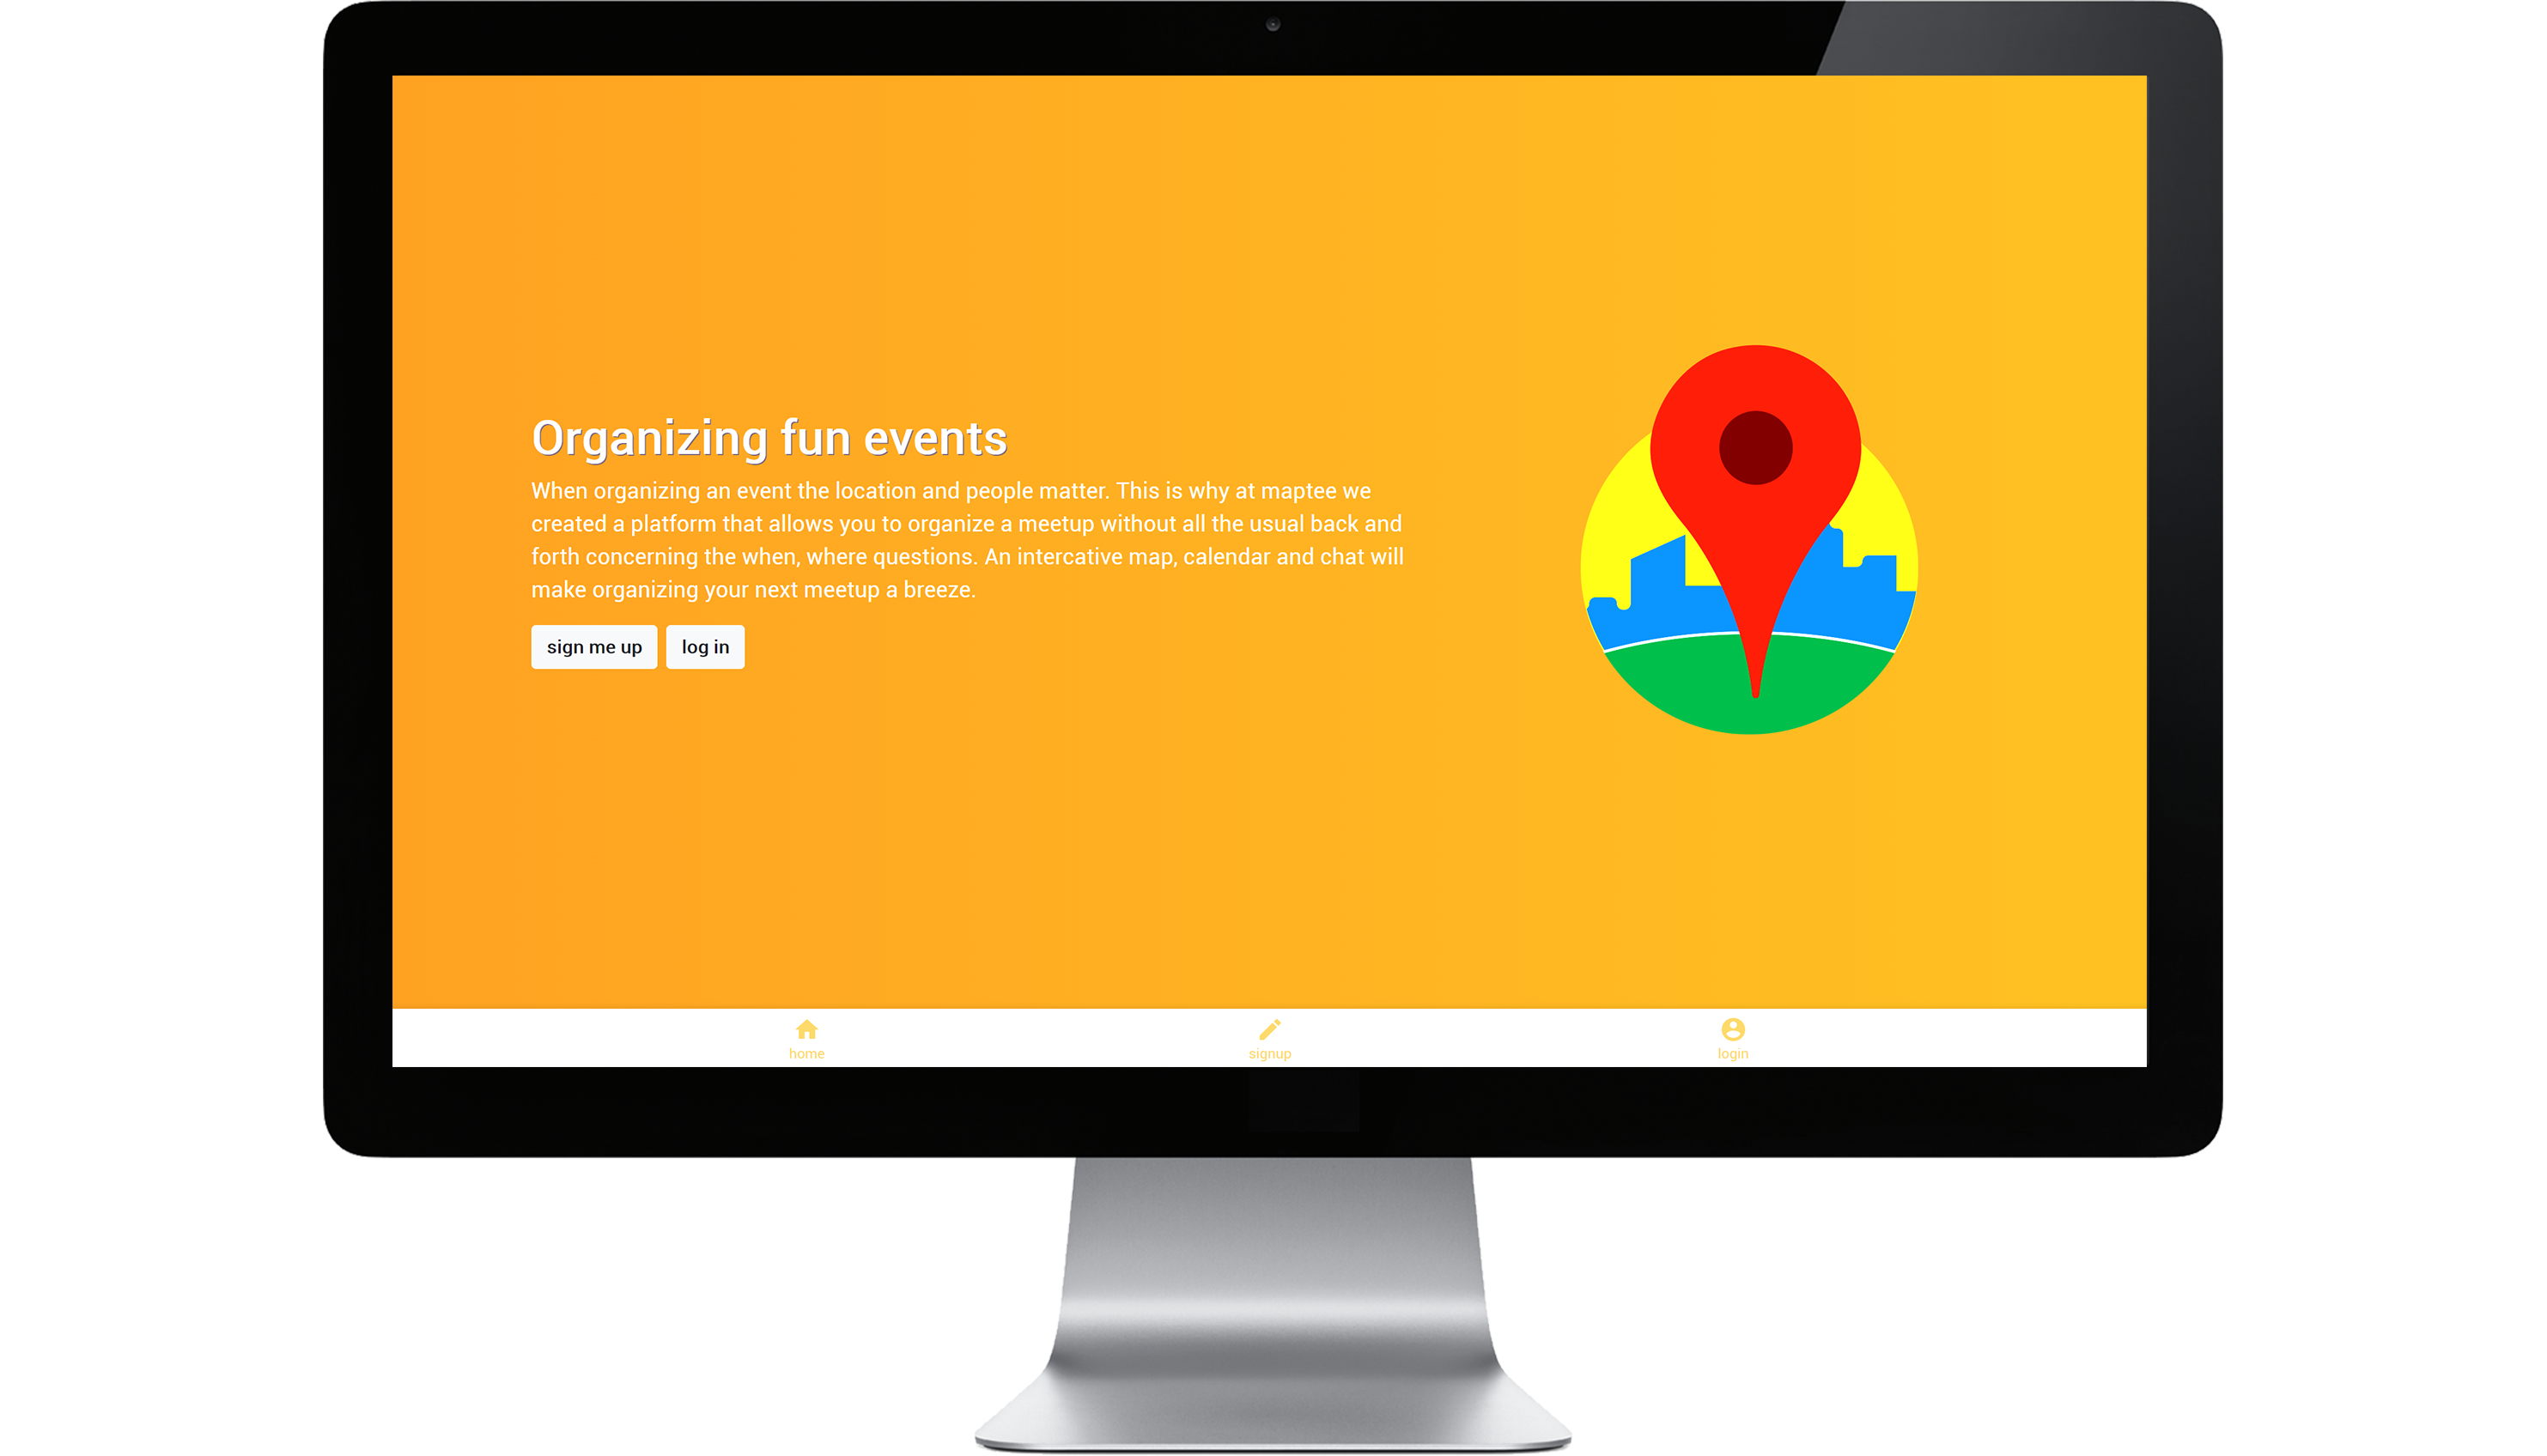 Organizing fun events
When organizing an event the location and people matter. This is why at maptee we
created a platform that allows you to organize a meetup without all the usual back and
forth concerning the when, where questions. An intercative map, calendar and chat will
make organizing your next meetup a breeze.
sign me up
log in
home
signup
login